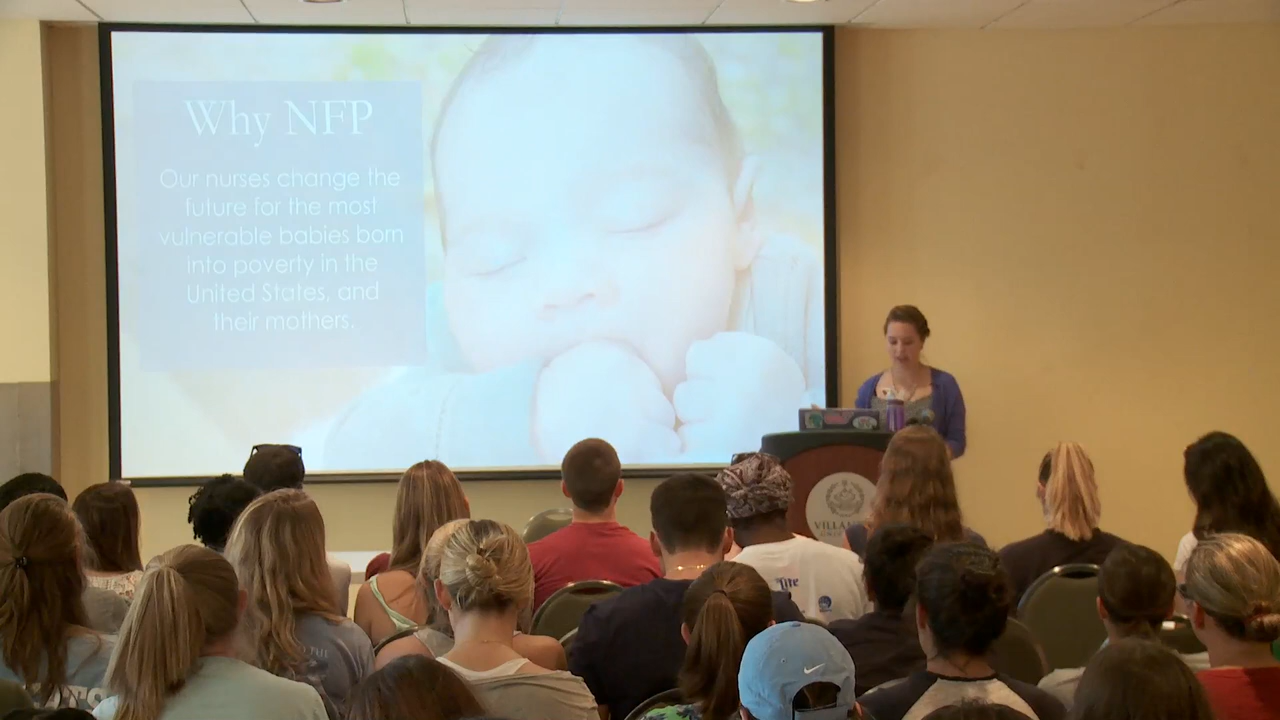 Why NFP
Our nurses change the
future for the most
vulnerable babies born
into poverty in the
United States, and
their mothers.